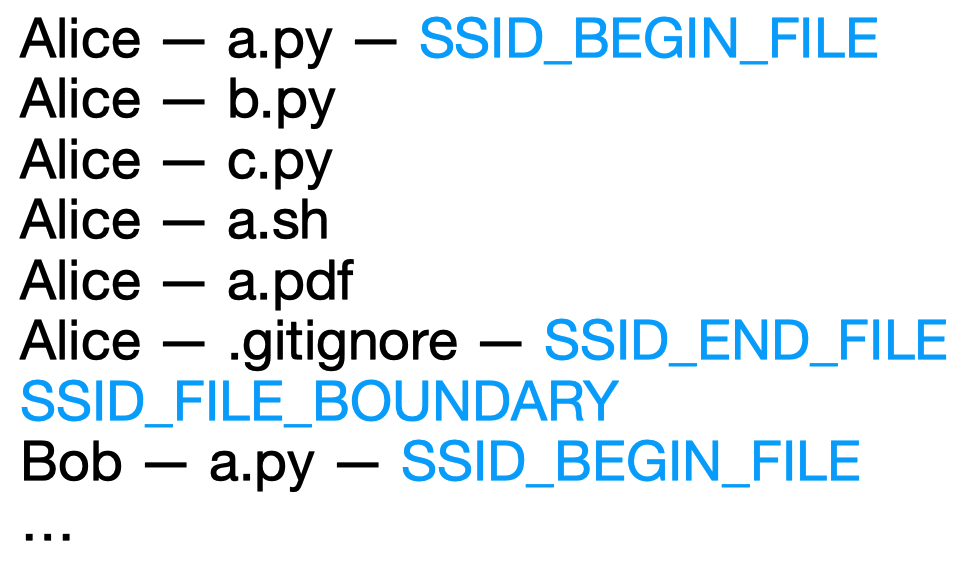 Alice — a.py — SSID_BEGIN_FILE
Alice — b.py
Alice — c.py
Alice — a.sh
Alice — a.pdf
Alice — .gitignore — SSID_END_FILE
SSID_FILE_BOUNDARY
Bob — a.py — SSID_BEGIN_FILE
…